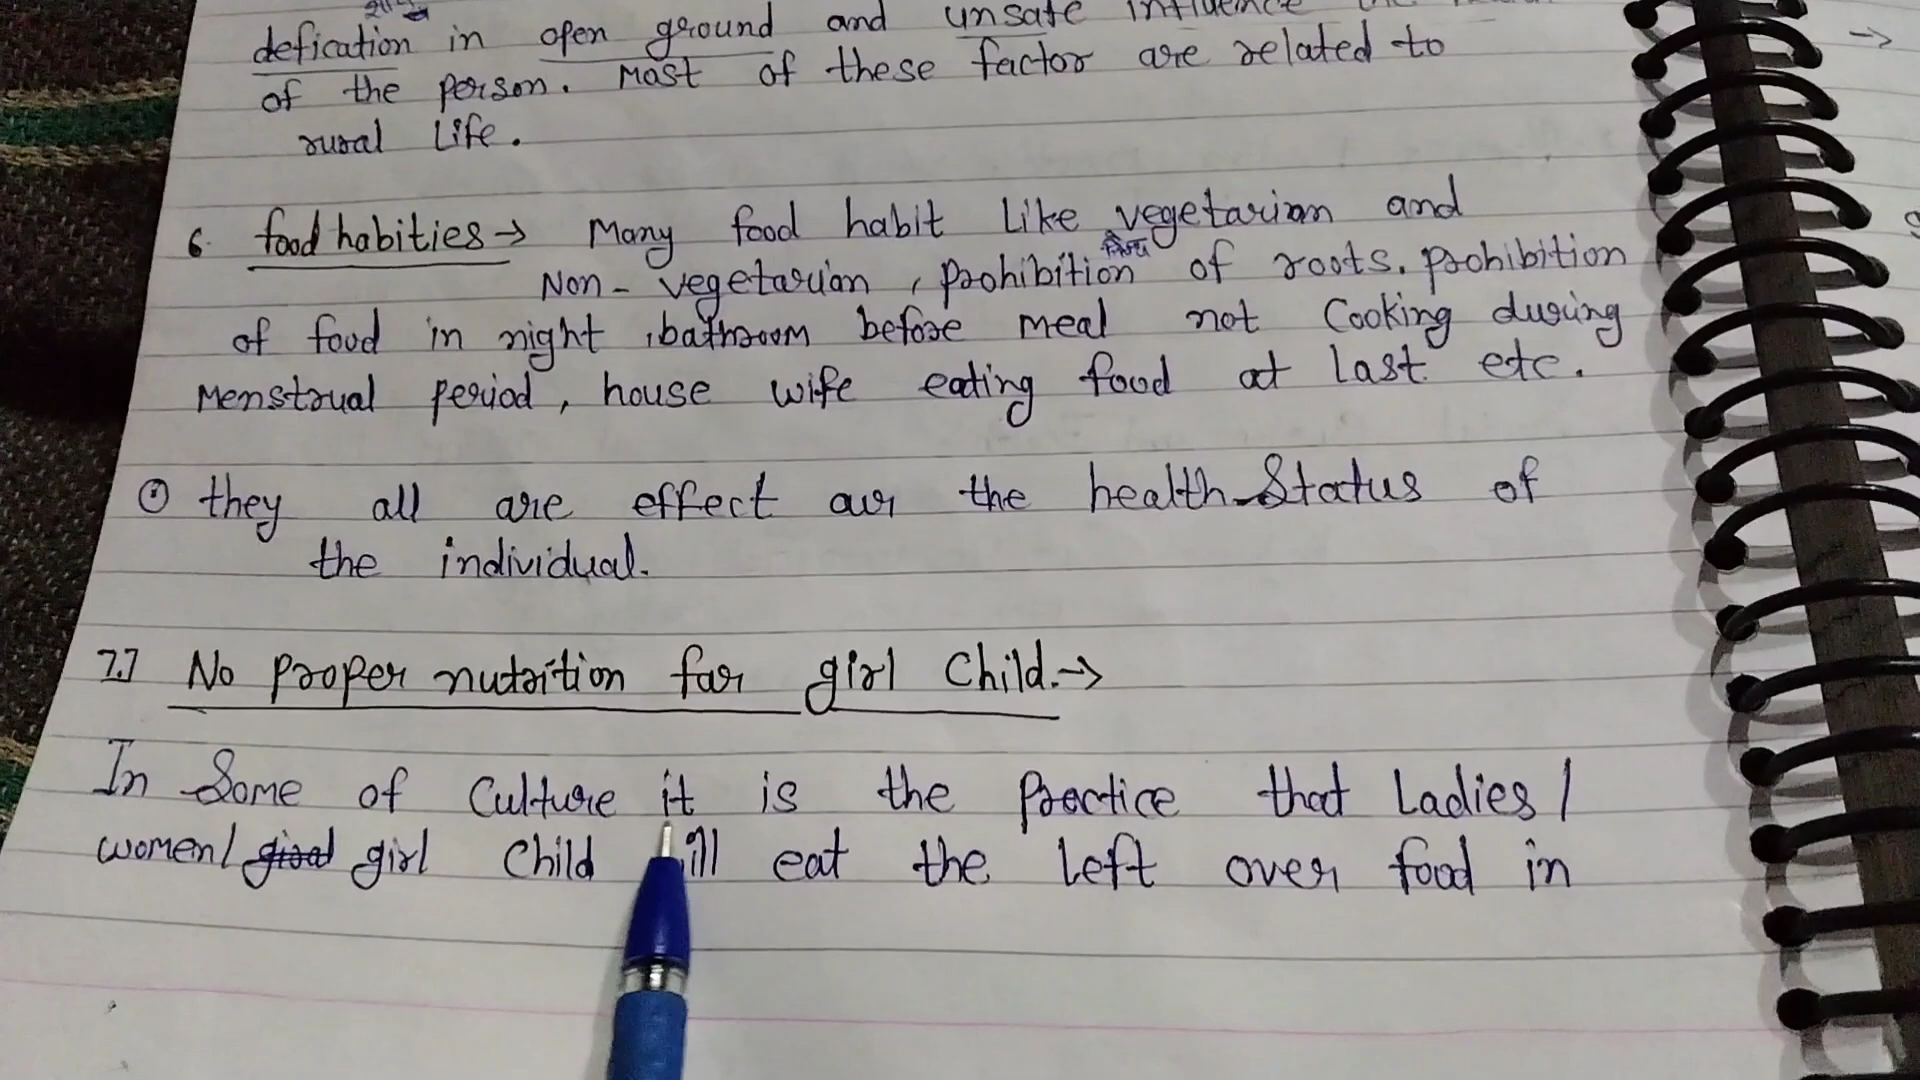 defication in open ground and unsafe influence
of the person. Most of these factor are related to
rural Life.
6. food habities → Many food habit Like vegetarian and
Non - vegetarian, prohibition of roots. prohibition
of food in night, bathroom before meal not Cooking during
Menstrual period, house wife eating food at last. etc.
they all are effect our the health Status of
the individual.
7.7 No proper nutrition for girl Child. →
In Some of Culture it is the Practice that Ladies /
women / girl Child eat the Left over food in